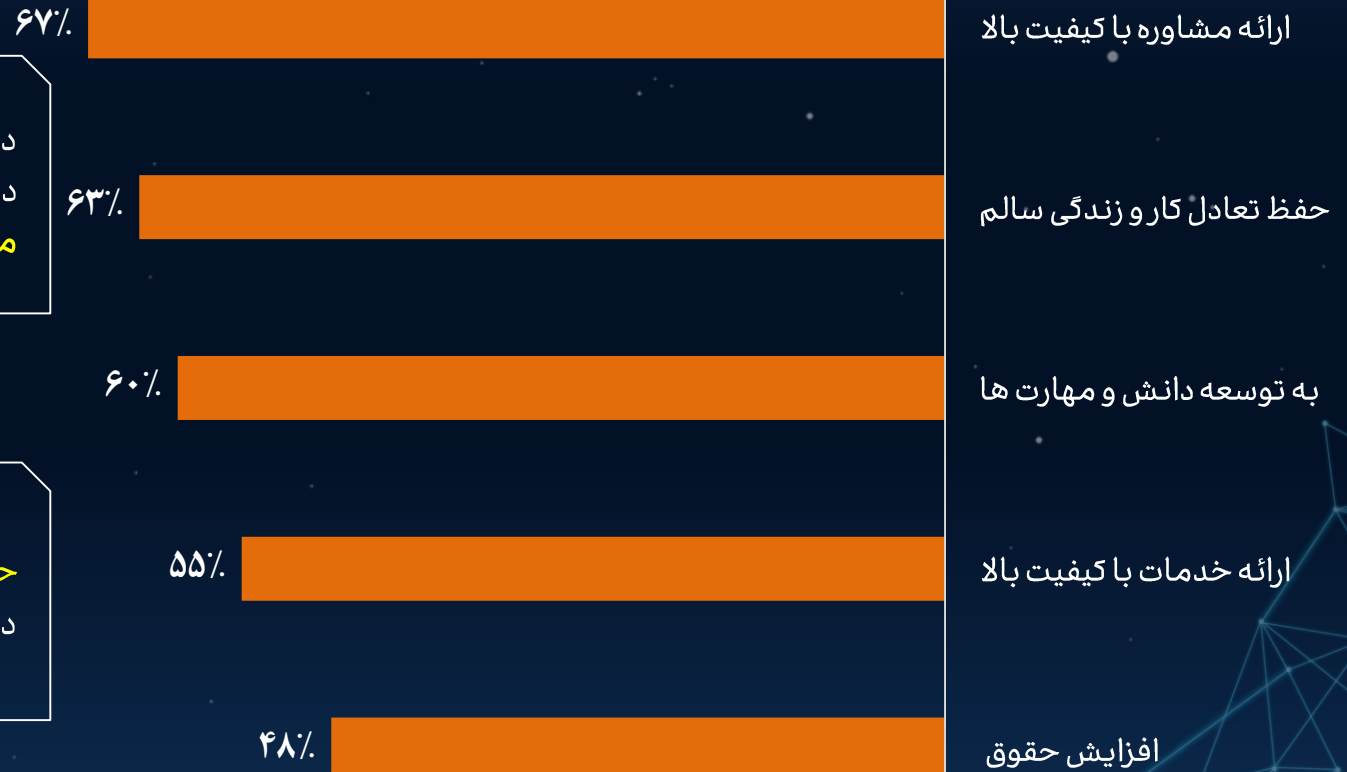 ارائه مشاوره با کیفیت بالا
۶۷٪
حفظ تعادل کار و زندگی سالم
۶۳٪
به توسعه دانش و مهارت ها
۶۰٪
ارائه خدمات با کیفیت بالا
۵۵٪
افزایش حقوق
۴۸٪